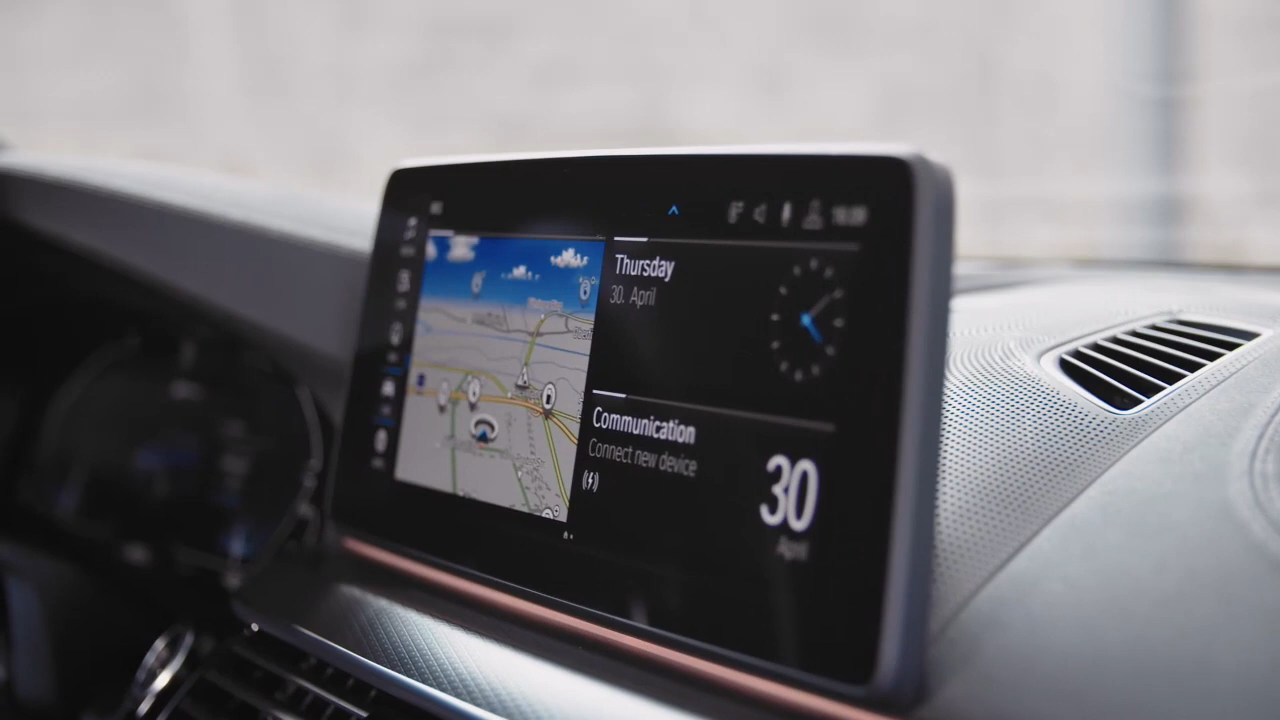 Thursday
30. April
Communication
Connect new device
30
April